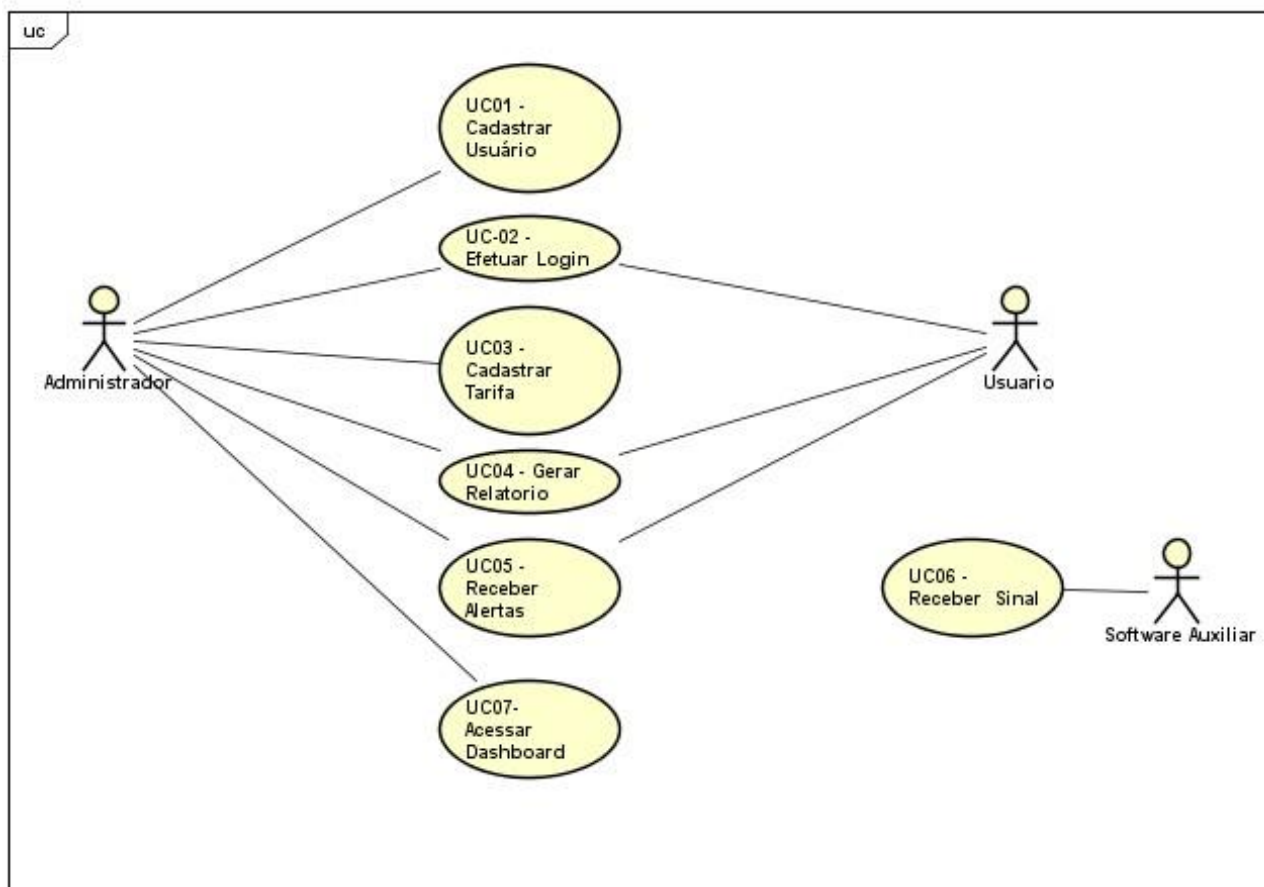 uc
UC01 -
Cadastrar
Usuário
UC-02 -
Efetuar Login
Administrador
UC03 -
Cadastrar
Tarifa
Usuario
UC04 - Gerar
Relatorio
UC05 -
Receber
Alertas
UC06 -
Receber Sinal
Software Auxiliar
UC07-
Acessar
Dashboard